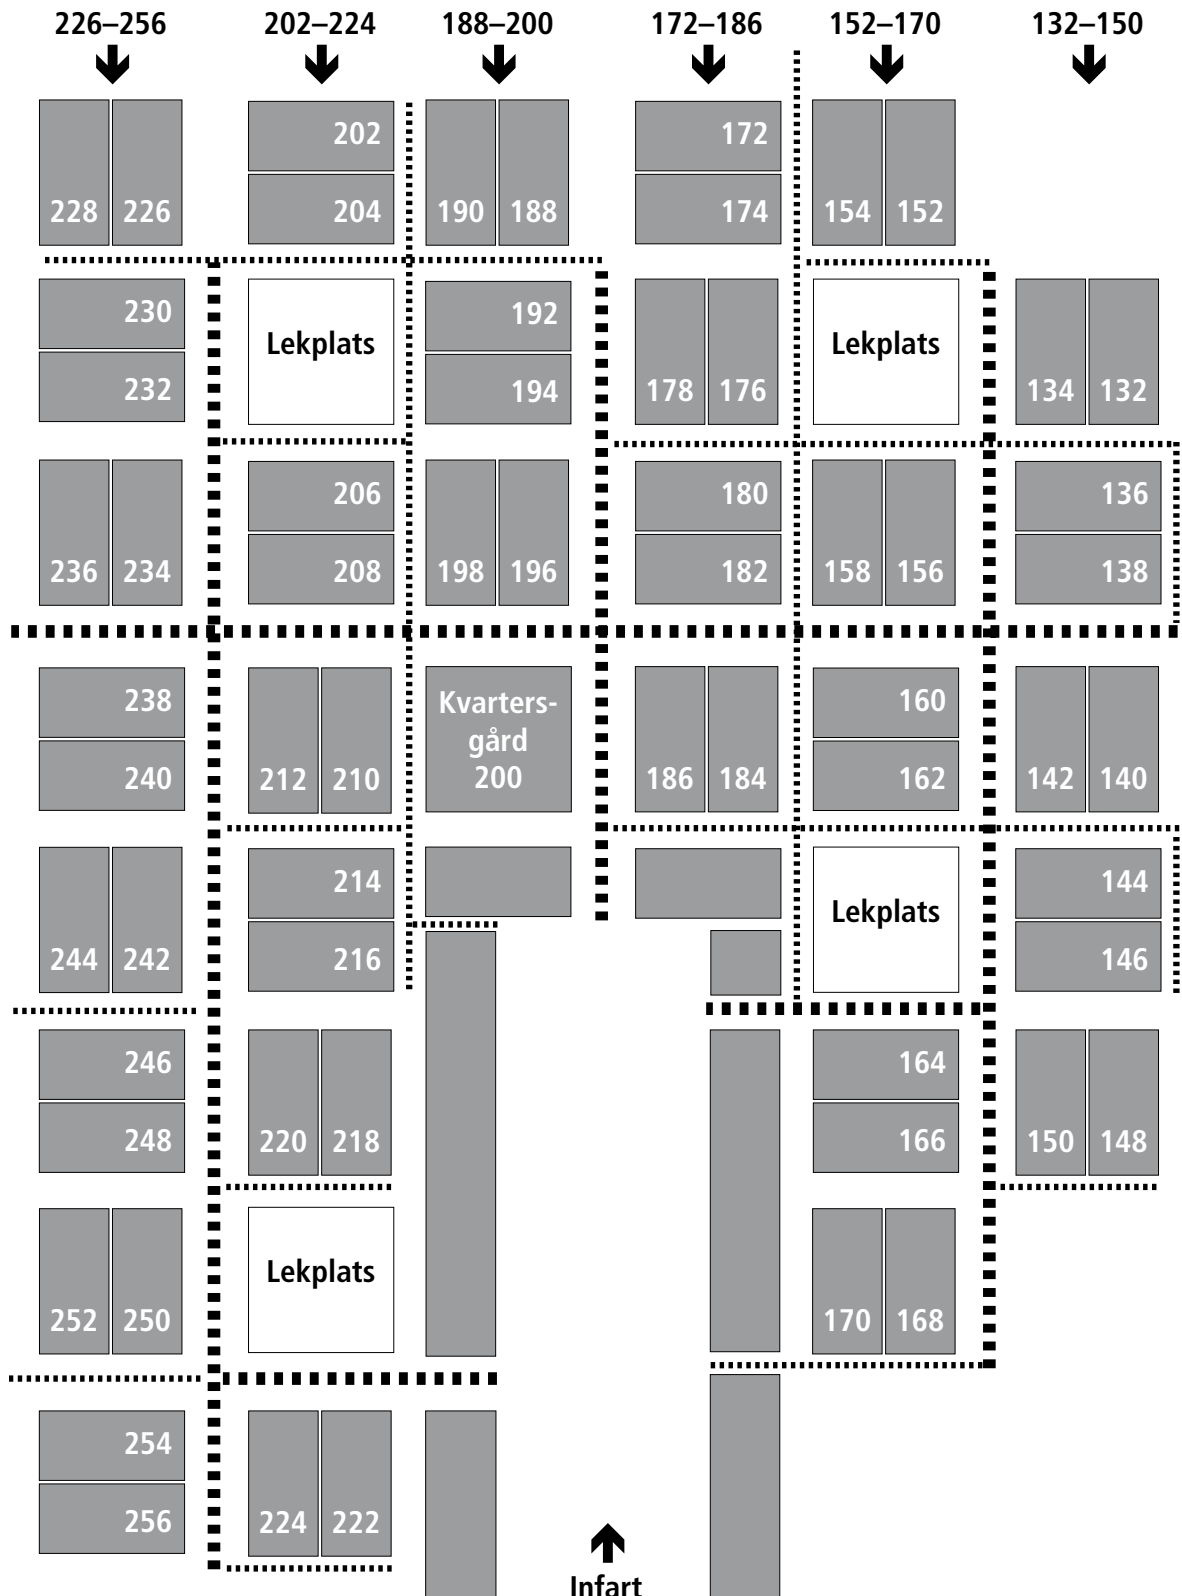 226–256 202–224 188–200 172–186 152–170 132–150
202 172
228 226 204 190 188 174 154 152
230 Lekplats 192 Lekplats
232 194 178 176 134 132
206 180 136
236 234 208 198 196 182 158 156 138
238 Kvarters- 160
gård
240 212 210 200 186 184 162 142 140
214 Lekplats 144
244 242 216 146
246 164
248 220 218 166 150 148
Lekplats
252 250 170 168
254
256 224 222
Infart